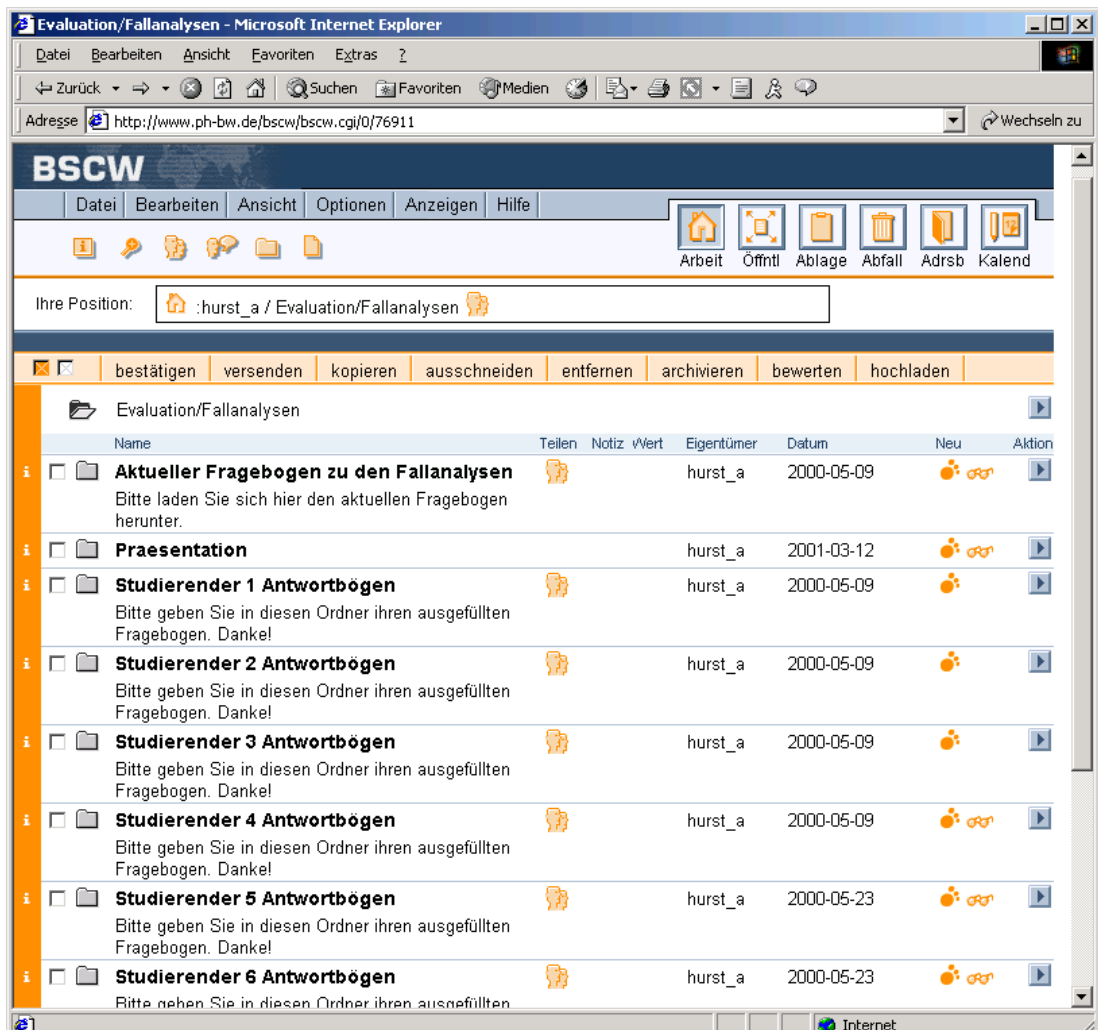 Evaluation/Fallanalysen - Microsoft Internet Explorer
Datei Bearbeiten Ansicht Favoriten Extras ?
Zurück Suchen Favoriten Medien
Adresse http://www.ph-bw.de/bscw/bscw.cgi/0/76911 Wechseln zu
BSCW
Datei Bearbeiten Ansicht Optionen Anzeigen Hilfe
Arbeit Öffntl Ablage Abfall Adrsb Kalend
Ihre Position: :hurst_a / Evaluation/Fallanalysen
bestätigen versenden kopieren ausschneiden entfernen archivieren bewerten hochladen
Evaluation/Fallanalysen
Name Teilen Notiz Wert Eigentümer Datum Neu Aktion
Aktueller Fragebogen zu den Fallanalysen hurst_a 2000-05-09
Bitte laden Sie sich hier den aktuellen Fragebogen
herunter.
Praesentation hurst_a 2001-03-12
Studierender 1 Antwortbögen hurst_a 2000-05-09
Bitte geben Sie in diesen Ordner ihren ausgefüllten
Fragebogen. Danke!
Studierender 2 Antwortbögen hurst_a 2000-05-09
Bitte geben Sie in diesen Ordner ihren ausgefüllten
Fragebogen. Danke!
Studierender 3 Antwortbögen hurst_a 2000-05-09
Bitte geben Sie in diesen Ordner ihren ausgefüllten
Fragebogen. Danke!
Studierender 4 Antwortbögen hurst_a 2000-05-09
Bitte geben Sie in diesen Ordner ihren ausgefüllten
Fragebogen. Danke!
Studierender 5 Antwortbögen hurst_a 2000-05-23
Bitte geben Sie in diesen Ordner ihren ausgefüllten
Fragebogen. Danke!
Studierender 6 Antwortbögen hurst_a 2000-05-23
Bitte geben Sie in diesen Ordner ihren ausgefüllten
Internet